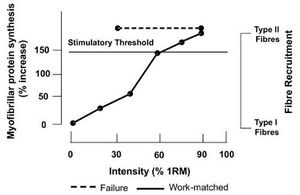 Myofibrillar protein synthesis
(% increase)
150
100
50
0
Stimulatory Threshold
Type II
Fibres
Fibre Recruitment
Type I
Fibres
0
30
60
90
100
Intensity (% 1RM)
Failure
Work-matched